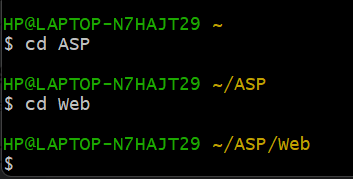 HP@LAPTOP-N7HAJT29 ~
$ cd ASP
HP@LAPTOP-N7HAJT29 ~/ASP
$ cd Web
HP@LAPTOP-N7HAJT29 ~/ASP/Web
$